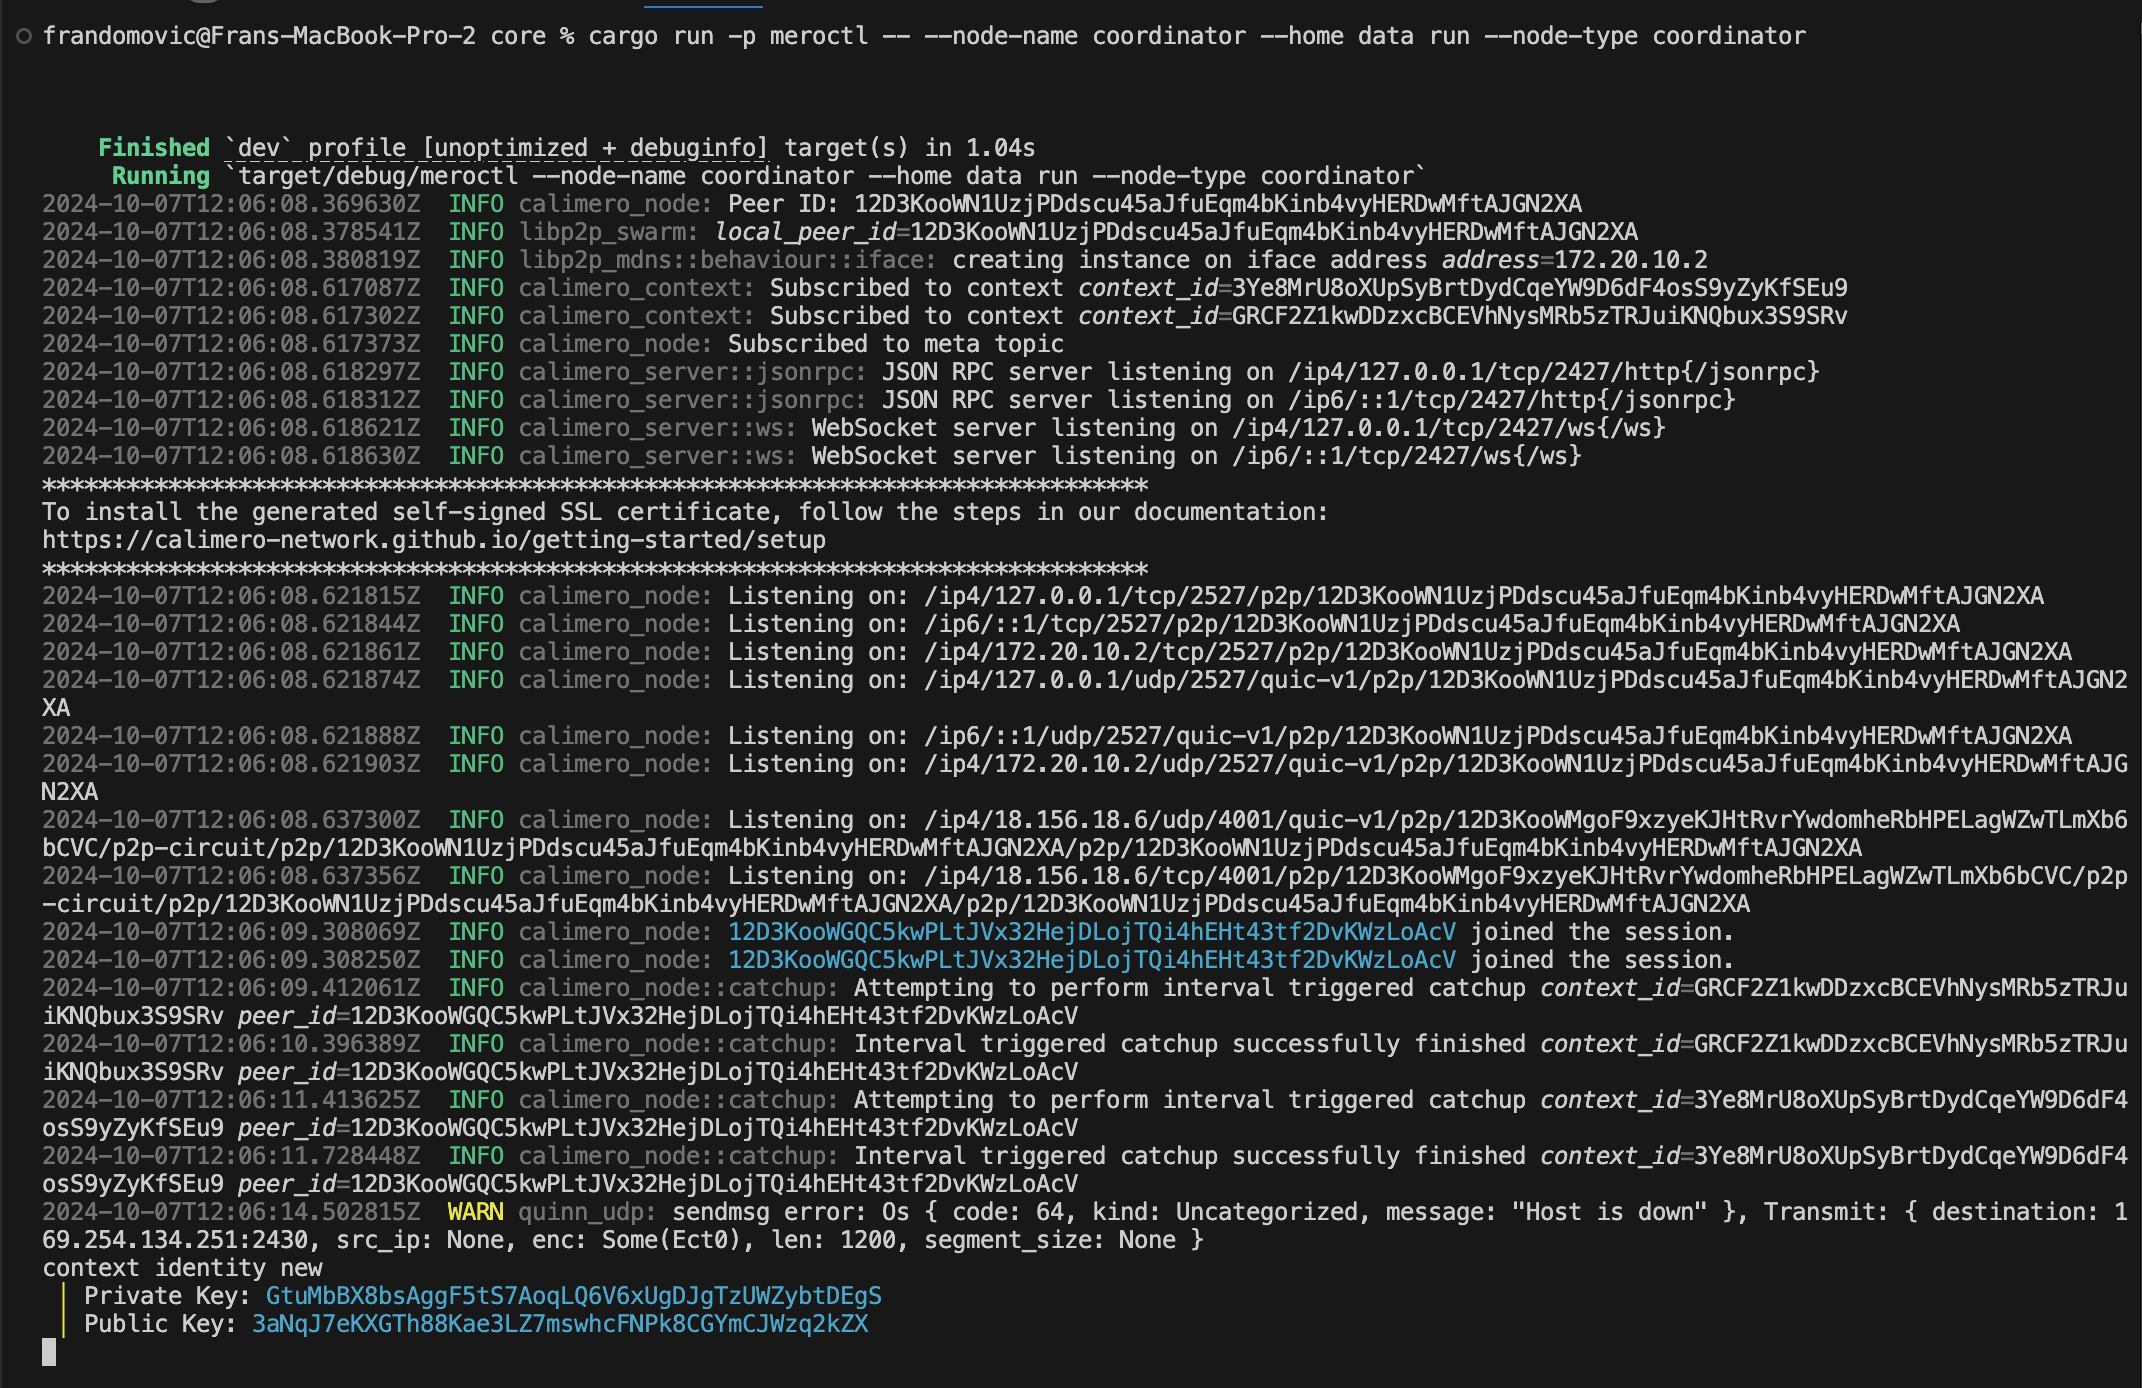 frandomovic@Frans-MacBook-Pro-2 core % cargo run -p meroctl -- --node-name coordinator --home data run --node-type coordinator
Finished `dev` profile [unoptimized + debuginfo] target(s) in 1.04s
Running `target/debug/meroctl --node-name coordinator --home data run --node-type coordinator`
2024-10-07T12:06:08.369630Z  INFO calimero_node: Peer ID: 12D3KooWN1UzjPDdscu45aJfuEqm4bKinb4vyHERDwMftAJGN2XA
2024-10-07T12:06:08.378541Z  INFO libp2p_swarm: local_peer_id=12D3KooWN1UzjPDdscu45aJfuEqm4bKinb4vyHERDwMftAJGN2XA
2024-10-07T12:06:08.380819Z  INFO libp2p_mdns::behaviour::iface: creating instance on iface address address=172.20.10.2
2024-10-07T12:06:08.617087Z  INFO calimero_context: Subscribed to context context_id=3Ye8MrU8oXUpSyBrtDydCqeYW9D6dF4osS9yZyKfSEu9
2024-10-07T12:06:08.617302Z  INFO calimero_context: Subscribed to context context_id=GRCF2Z1kwDDzxcBCEVhNysMRb5zTRJuiKNQbux3S9SRv
2024-10-07T12:06:08.617373Z  INFO calimero_node: Subscribed to meta topic
2024-10-07T12:06:08.618297Z  INFO calimero_server::jsonrpc: JSON RPC server listening on /ip4/127.0.0.1/tcp/2427/http{/jsonrpc}
2024-10-07T12:06:08.618312Z  INFO calimero_server::jsonrpc: JSON RPC server listening on /ip6/::1/tcp/2427/http{/jsonrpc}
2024-10-07T12:06:08.618621Z  INFO calimero_server::ws: WebSocket server listening on /ip4/127.0.0.1/tcp/2427/ws{/ws}
2024-10-07T12:06:08.618630Z  INFO calimero_server::ws: WebSocket server listening on /ip6/::1/tcp/2427/ws{/ws}
*******************************************************************************
To install the generated self-signed SSL certificate, follow the steps in our documentation:
https://calimero-network.github.io/getting-started/setup
*******************************************************************************
2024-10-07T12:06:08.621815Z  INFO calimero_node: Listening on: /ip4/127.0.0.1/tcp/2527/p2p/12D3KooWN1UzjPDdscu45aJfuEqm4bKinb4vyHERDwMftAJGN2XA
2024-10-07T12:06:08.621844Z  INFO calimero_node: Listening on: /ip6/::1/tcp/2527/p2p/12D3KooWN1UzjPDdscu45aJfuEqm4bKinb4vyHERDwMftAJGN2XA
2024-10-07T12:06:08.621861Z  INFO calimero_node: Listening on: /ip4/172.20.10.2/tcp/2527/p2p/12D3KooWN1UzjPDdscu45aJfuEqm4bKinb4vyHERDwMftAJGN2XA
2024-10-07T12:06:08.621874Z  INFO calimero_node: Listening on: /ip4/127.0.0.1/udp/2527/quic-v1/p2p/12D3KooWN1UzjPDdscu45aJfuEqm4bKinb4vyHERDwMftAJGN2
XA
2024-10-07T12:06:08.621888Z  INFO calimero_node: Listening on: /ip6/::1/udp/2527/quic-v1/p2p/12D3KooWN1UzjPDdscu45aJfuEqm4bKinb4vyHERDwMftAJGN2XA
2024-10-07T12:06:08.621903Z  INFO calimero_node: Listening on: /ip4/172.20.10.2/udp/2527/quic-v1/p2p/12D3KooWN1UzjPDdscu45aJfuEqm4bKinb4vyHERDwMftAJG
N2XA
2024-10-07T12:06:08.637300Z  INFO calimero_node: Listening on: /ip4/18.156.18.6/udp/4001/quic-v1/p2p/12D3KooWMgoF9xzyeKJHtRvrYwdomheRbHPELagWZwTLmXb6
bCVC/p2p-circuit/p2p/12D3KooWN1UzjPDdscu45aJfuEqm4bKinb4vyHERDwMftAJGN2XA/p2p/12D3KooWN1UzjPDdscu45aJfuEqm4bKinb4vyHERDwMftAJGN2XA
2024-10-07T12:06:08.637356Z  INFO calimero_node: Listening on: /ip4/18.156.18.6/tcp/4001/p2p/12D3KooWMgoF9xzyeKJHtRvrYwdomheRbHPELagWZwTLmXb6bCVC/p2p
-circuit/p2p/12D3KooWN1UzjPDdscu45aJfuEqm4bKinb4vyHERDwMftAJGN2XA/p2p/12D3KooWN1UzjPDdscu45aJfuEqm4bKinb4vyHERDwMftAJGN2XA
2024-10-07T12:06:09.308069Z  INFO calimero_node: 12D3KooWGQC5kwPLtJVx32HejDLojTQi4hEHt43tf2DvKWzLoAcV joined the session.
2024-10-07T12:06:09.308250Z  INFO calimero_node: 12D3KooWGQC5kwPLtJVx32HejDLojTQi4hEHt43tf2DvKWzLoAcV joined the session.
2024-10-07T12:06:09.412061Z  INFO calimero_node::catchup: Attempting to perform interval triggered catchup context_id=GRCF2Z1kwDDzxcBCEVhNysMRb5zTRJu
iKNQbux3S9SRv peer_id=12D3KooWGQC5kwPLtJVx32HejDLojTQi4hEHt43tf2DvKWzLoAcV
2024-10-07T12:06:10.396389Z  INFO calimero_node::catchup: Interval triggered catchup successfully finished context_id=GRCF2Z1kwDDzxcBCEVhNysMRb5zTRJu
iKNQbux3S9SRv peer_id=12D3KooWGQC5kwPLtJVx32HejDLojTQi4hEHt43tf2DvKWzLoAcV
2024-10-07T12:06:11.413625Z  INFO calimero_node::catchup: Attempting to perform interval triggered catchup context_id=3Ye8MrU8oXUpSyBrtDydCqeYW9D6dF4
osS9yZyKfSEu9 peer_id=12D3KooWGQC5kwPLtJVx32HejDLojTQi4hEHt43tf2DvKWzLoAcV
2024-10-07T12:06:11.728448Z  INFO calimero_node::catchup: Interval triggered catchup successfully finished context_id=3Ye8MrU8oXUpSyBrtDydCqeYW9D6dF4
osS9yZyKfSEu9 peer_id=12D3KooWGQC5kwPLtJVx32HejDLojTQi4hEHt43tf2DvKWzLoAcV
2024-10-07T12:06:14.502815Z  WARN quinn_udp: sendmsg error: Os { code: 64, kind: Uncategorized, message: "Host is down" }, Transmit: { destination: 1
69.254.134.251:2430, src_ip: None, enc: Some(Ect0), len: 1200, segment_size: None }
context identity new
Private Key: GtuMbBX8bsAggF5tS7AoqLQ6V6xUgDJgTzUWZybtDEgS
Public Key: 3aNqJ7eKXGTh88Kae3LZ7mswhcFNPk8CGYmCJWzq2kZX